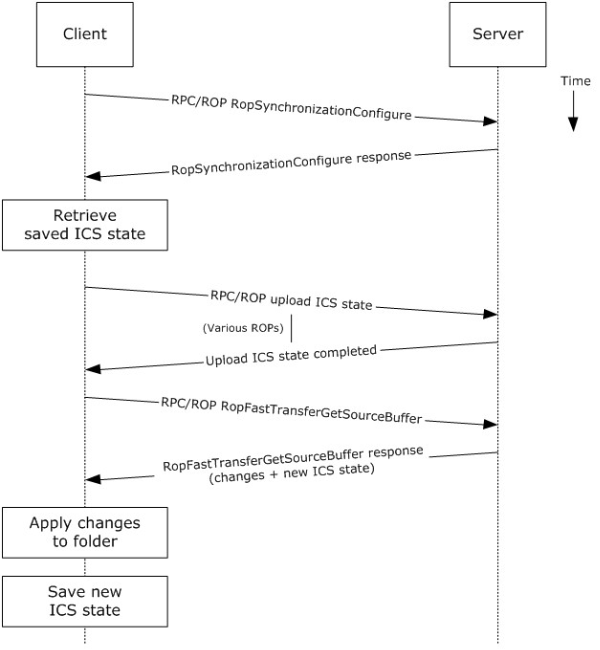 Client
Server
Time
RPC/ROP RopSynchronizationConfigure
RopSynchronizationConfigure response
Retrieve
saved ICS state
RPC/ROP upload ICS state
(Various ROPs)
Upload ICS state completed
RPC/ROP RopFastTransferGetSourceBuffer
RopFastTransferGetSourceBuffer response
(changes + new ICS state)
Apply changes
to folder
Save new
ICS state